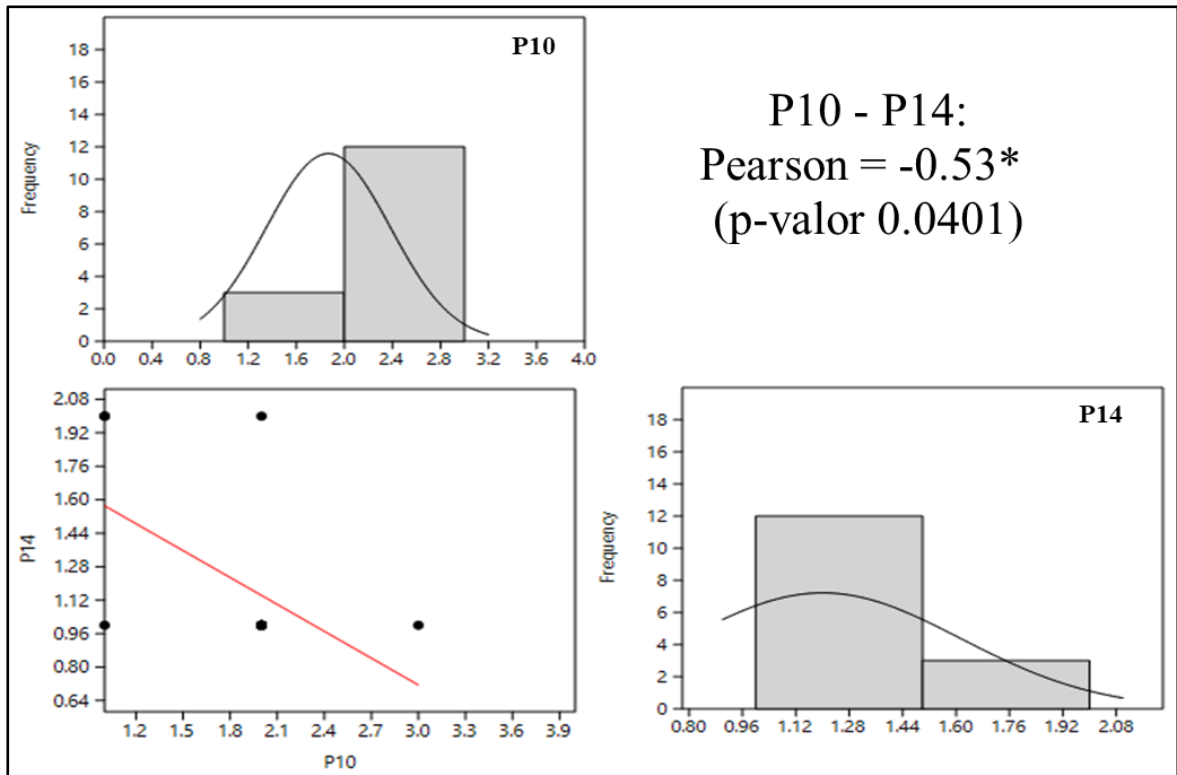 P10
18
16
14
12
10
8
6
4
2
0
Frequency
0.0 0.4 0.8 1.2 1.6 2.0 2.4 2.8 3.2 3.6 4.0
P10 - P14:
Pearson = -0.53*
(p-valor 0.0401)
2.08
1.92
1.76
1.60
1.44
1.28
1.12
0.96
0.80
0.64
P14
1.2 1.5 1.8 2.1 2.4 2.7 3.0 3.3 3.6 3.9
P10
P14
18
16
14
12
10
8
6
4
2
0
Frequency
0.80 0.96 1.12 1.28 1.44 1.60 1.76 1.92 2.08